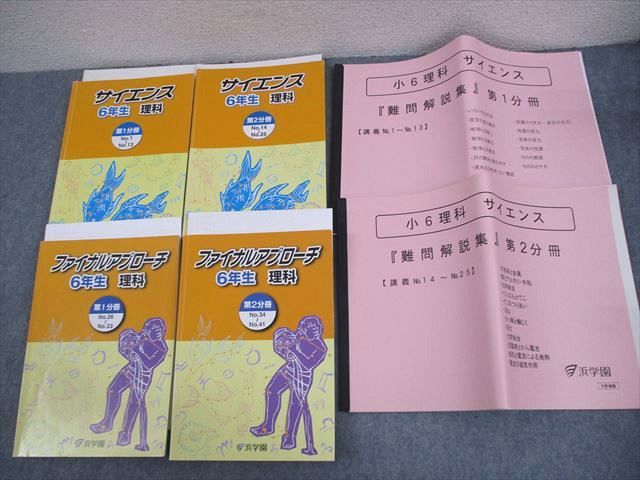 サイエンス
6年生 理科
第1分冊
No.1
〜
No.13
サイエンス
6年生 理科
第2分冊
No.14
〜
No.25
ファイナルアプローチ
6年生 理科
第1分冊
No.26
〜
No.33
浜学園
ファイナルアプローチ
6年生 理科
第2分冊
No.34
〜
No.41
浜学園
小6理科 サイエンス
『難問解説集』第1分冊
【講義No.1〜No.13】
小6理科 サイエンス
『難問解説集』第2分冊
【講義No.14 〜 No.25】
浜学園